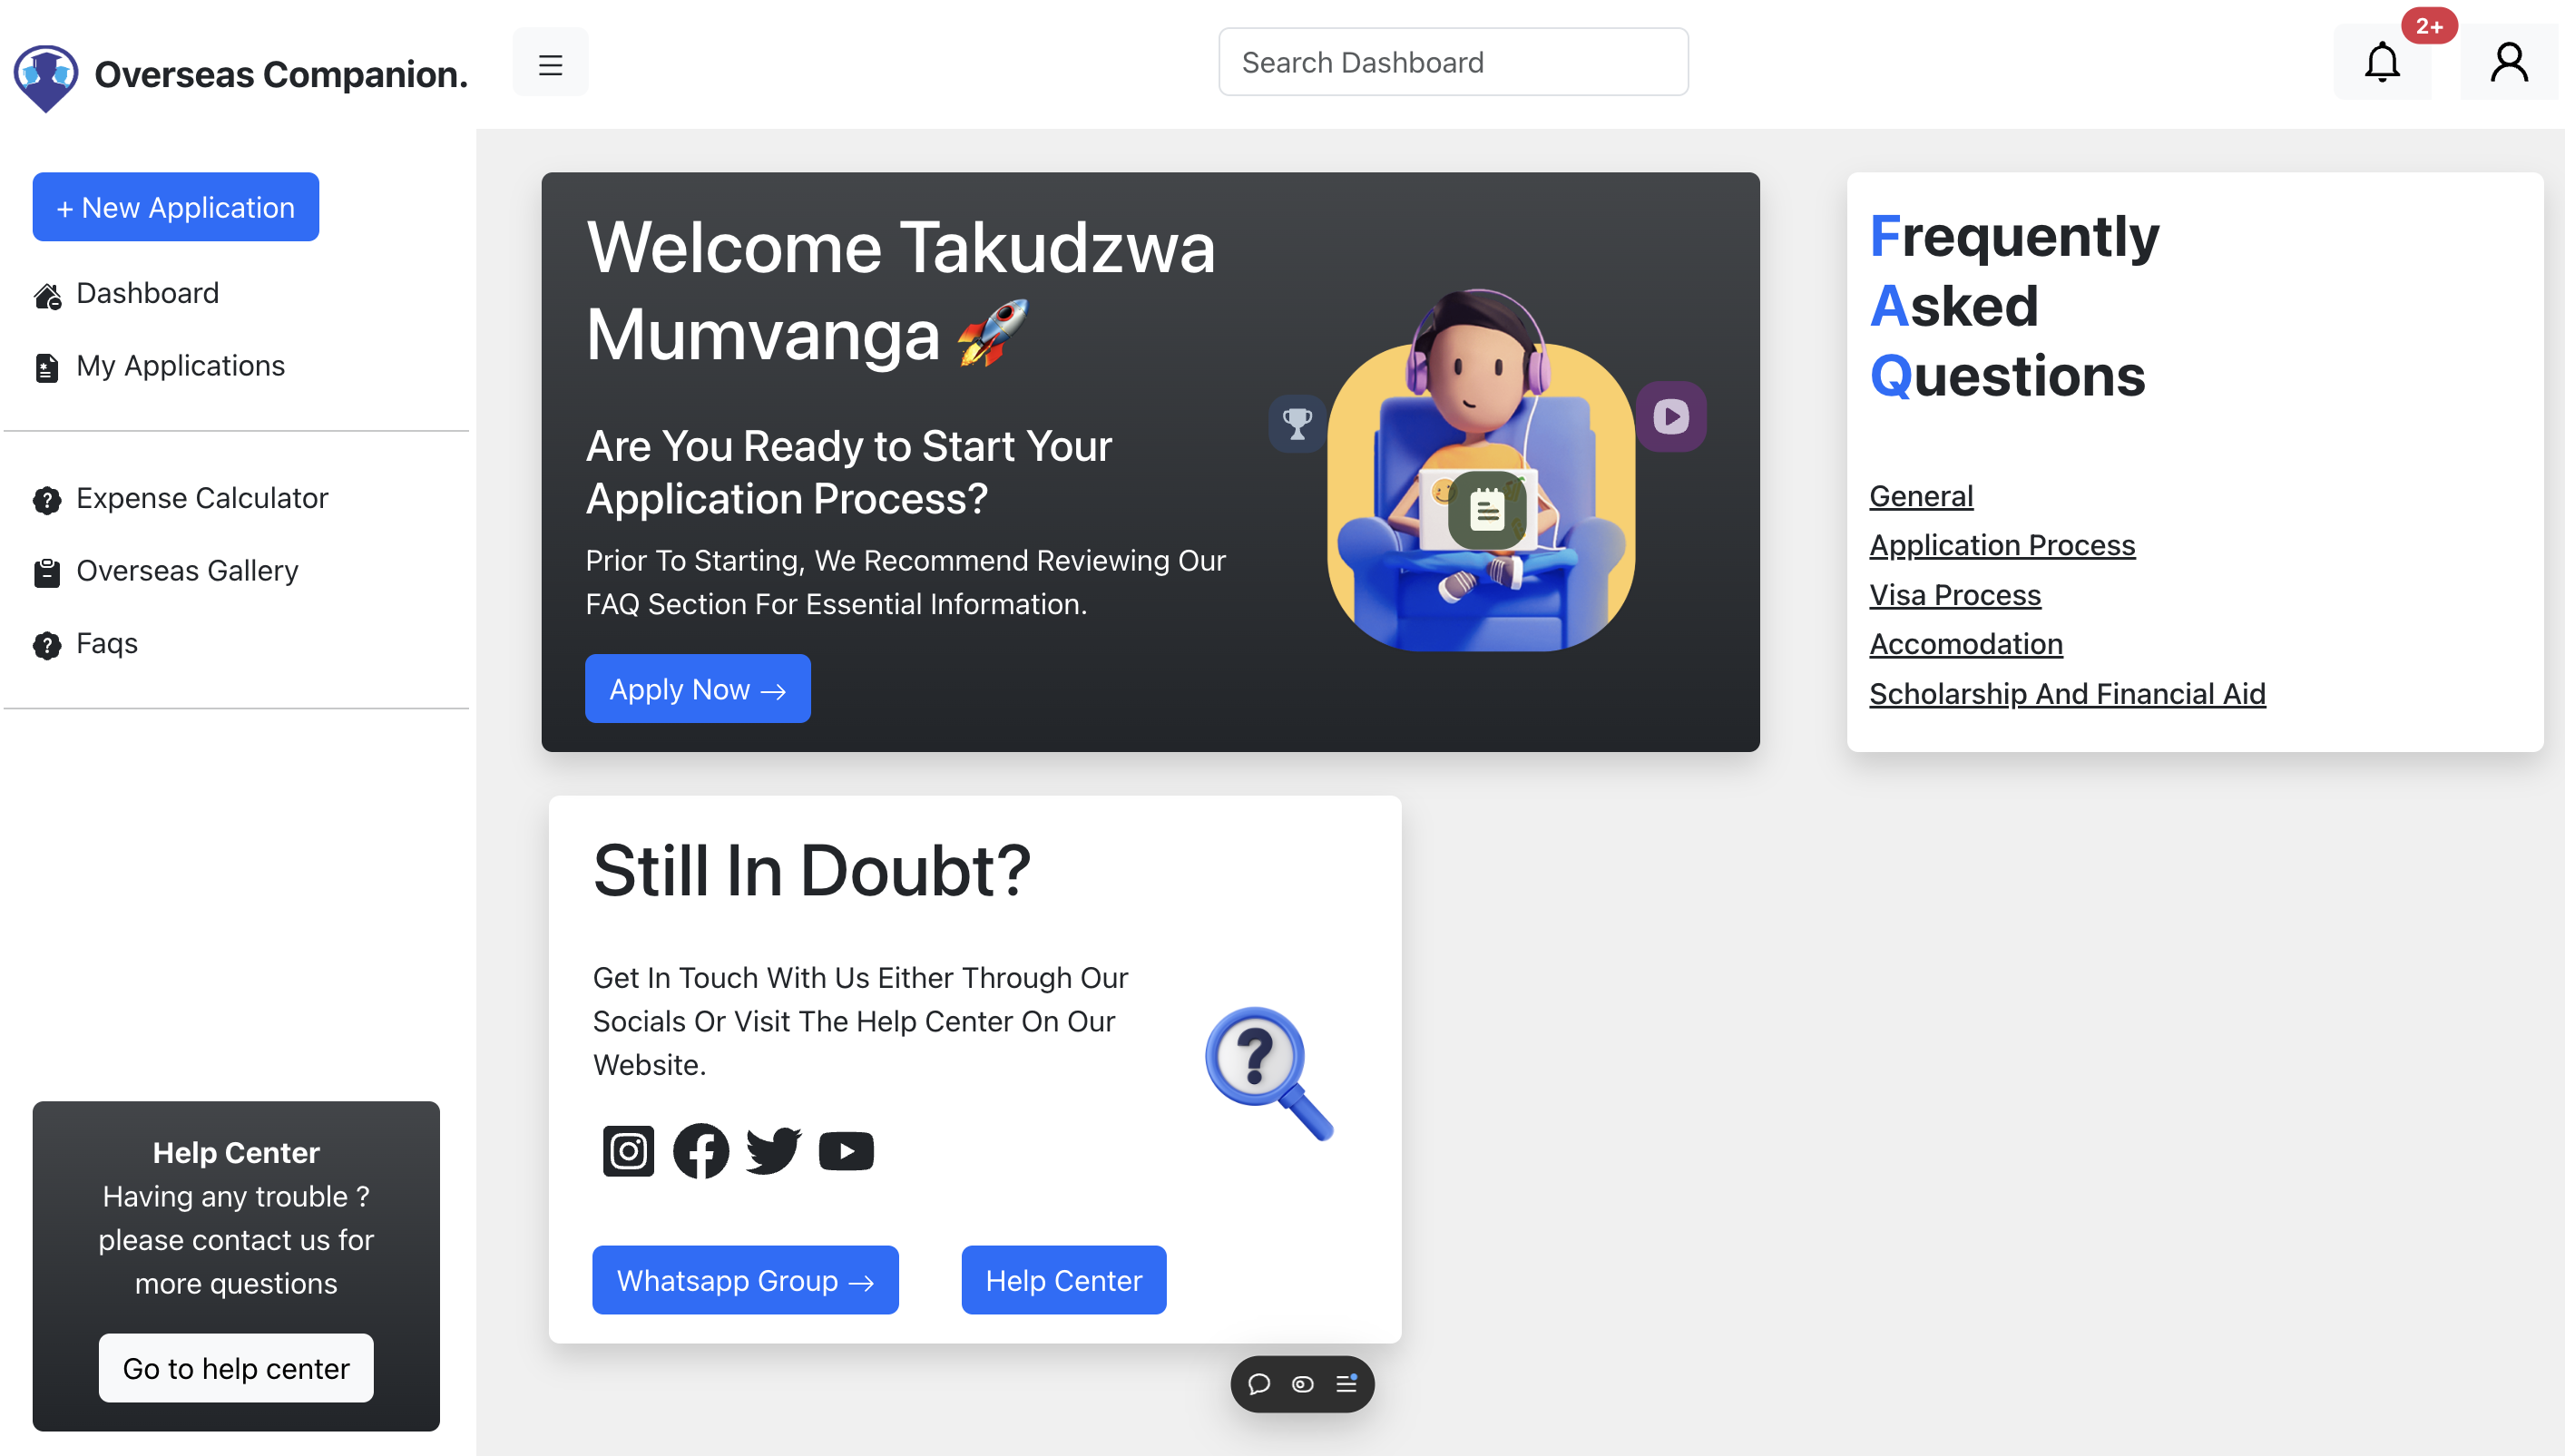 Overseas Companion.
Search Dashboard
2+
+ New Application
Dashboard
My Applications
Expense Calculator
Overseas Gallery
Faqs
Help Center
Having any trouble ?
please contact us for
more questions
Go to help center
Welcome Takudzwa
Mumvanga 🚀
Are You Ready to Start Your
Application Process?
Prior To Starting, We Recommend Reviewing Our
FAQ Section For Essential Information.
Apply Now →
Frequently
Asked
Questions
General
Application Process
Visa Process
Accomodation
Scholarship And Financial Aid
Still In Doubt?
Get In Touch With Us Either Through Our
Socials Or Visit The Help Center On Our
Website.
?
Whatsapp Group →
Help Center